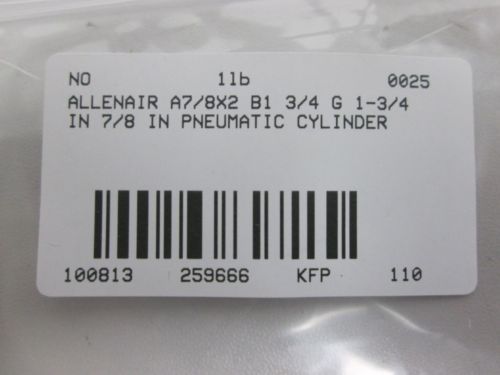 NO 1lb 0025
ALLENAIR A7/8X2 B1 3/4 G 1-3/4
IN 7/8 IN PNEUMATIC CYLINDER
100813 259666 KFP 110